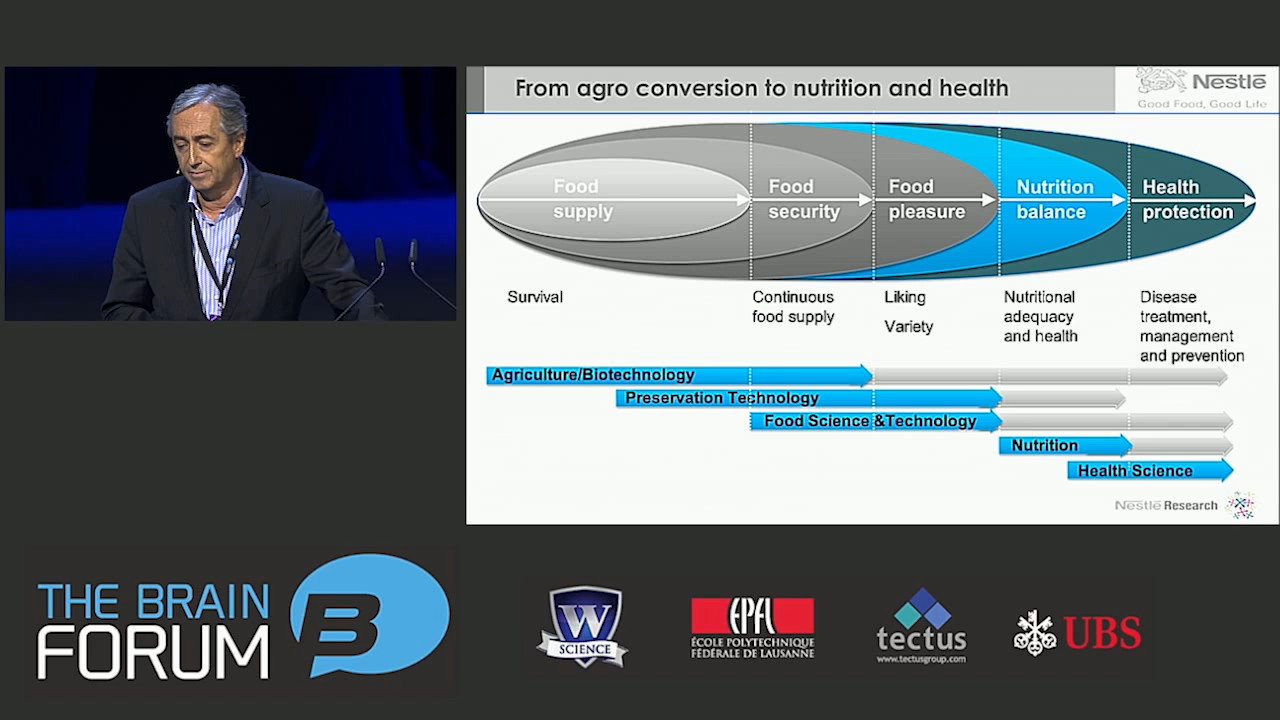 From agro conversion to nutrition and health
Nestlé
Good Food, Good Life
Food
supply
Food
security
Food
pleasure
Nutrition
balance
Health
protection
Survival
Continuous
food supply
Liking
Variety
Nutritional
adequacy
and health
Disease
treatment,
management
and prevention
Agriculture/Biotechnology
Preservation Technology
Food Science &Technology
Nutrition
Health Science
Nestlé Research
THE BRAIN
FORUM
B
W
SCIENCE
EPFL
ÉCOLE POLYTECHNIQUE
FÉDÉRALE DE LAUSANNE
tectus
www.tectusgroup.com
UBS